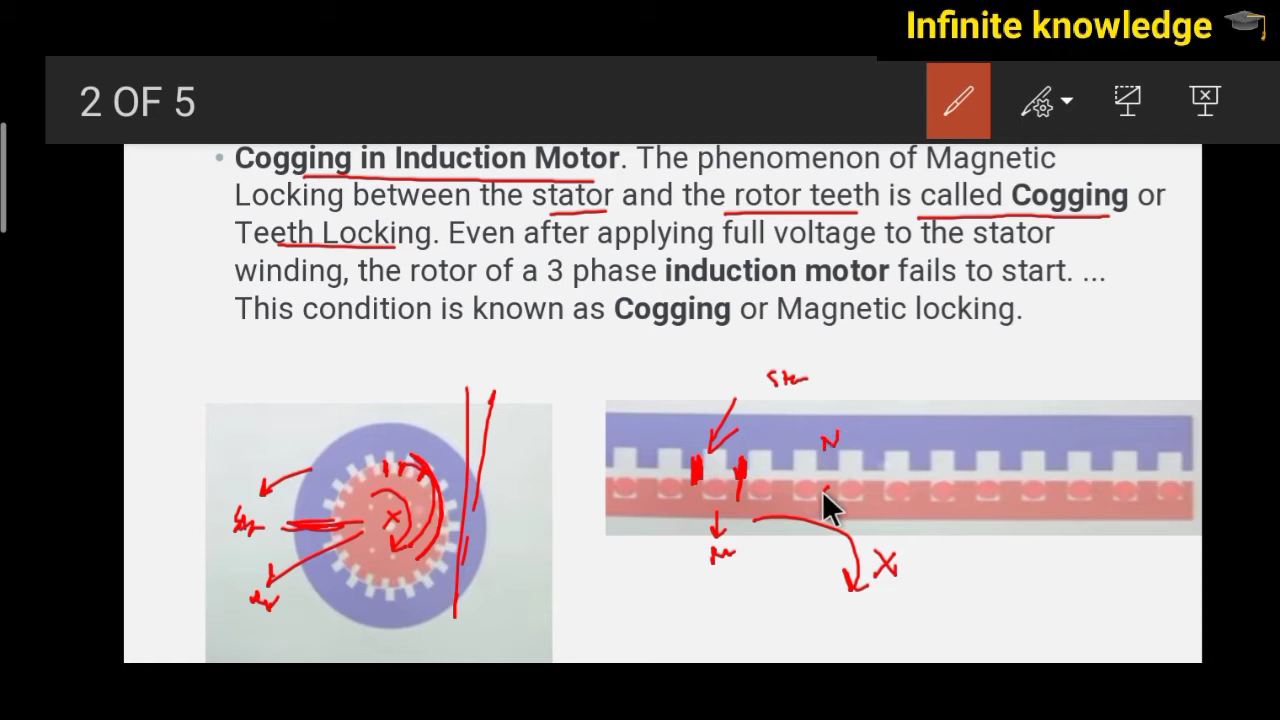 Infinite knowledge 🎓
2 OF 5
• Cogging in Induction Motor. The phenomenon of Magnetic
Locking between the stator and the rotor teeth is called Cogging or
Teeth Locking. Even after applying full voltage to the stator
winding, the rotor of a 3 phase induction motor fails to start. ...
This condition is known as Cogging or Magnetic locking.
N
X
X